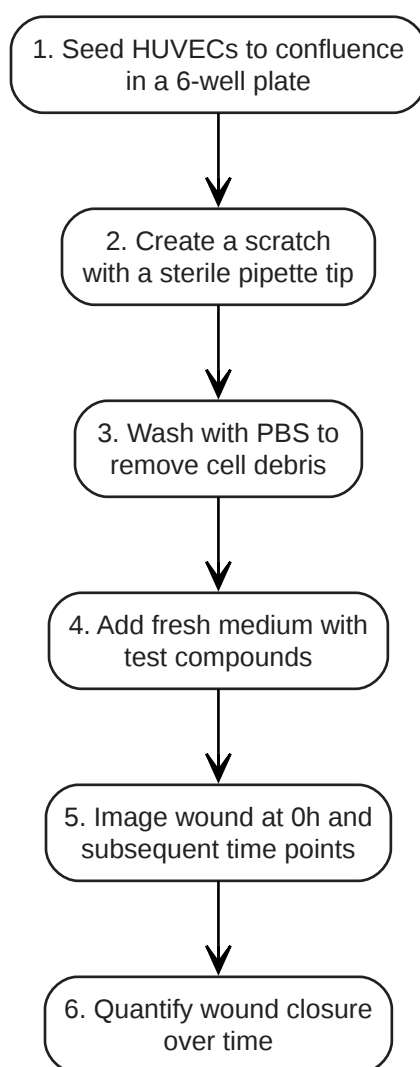 1. Seed HUVECs to confluence
in a 6-well plate
2. Create a scratch
with a sterile pipette tip
3. Wash with PBS to
remove cell debris
4. Add fresh medium with
test compounds
5. Image wound at 0h and
subsequent time points
6. Quantify wound closure
over time